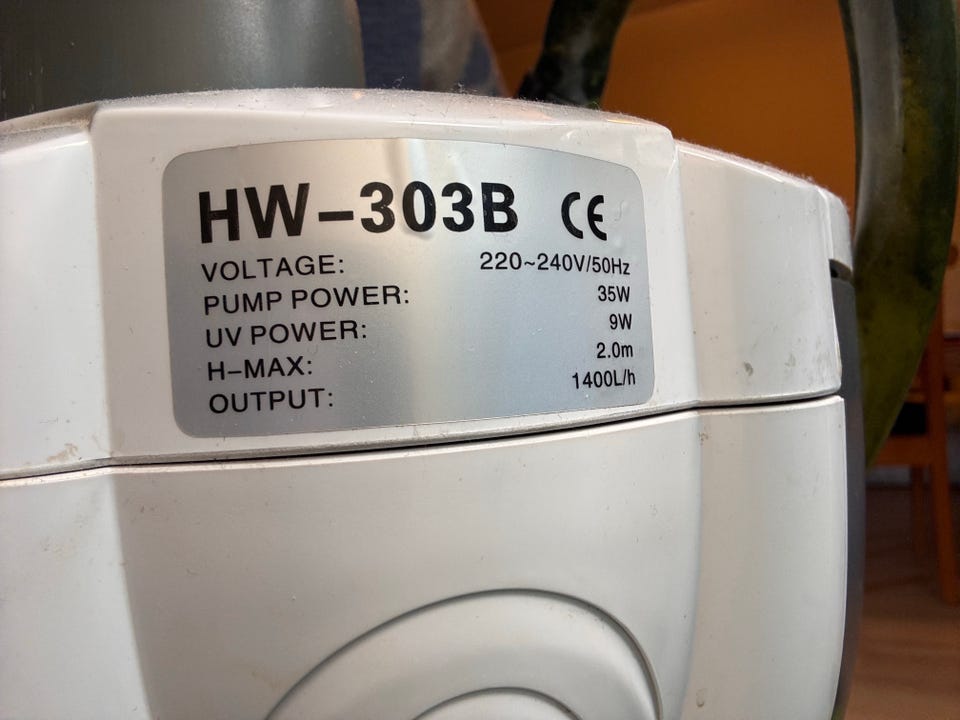 HW-303B CE
VOLTAGE: 220~240V/50Hz
PUMP POWER: 35W
UV POWER: 9W
H-MAX: 2.0m
OUTPUT: 1400L/h